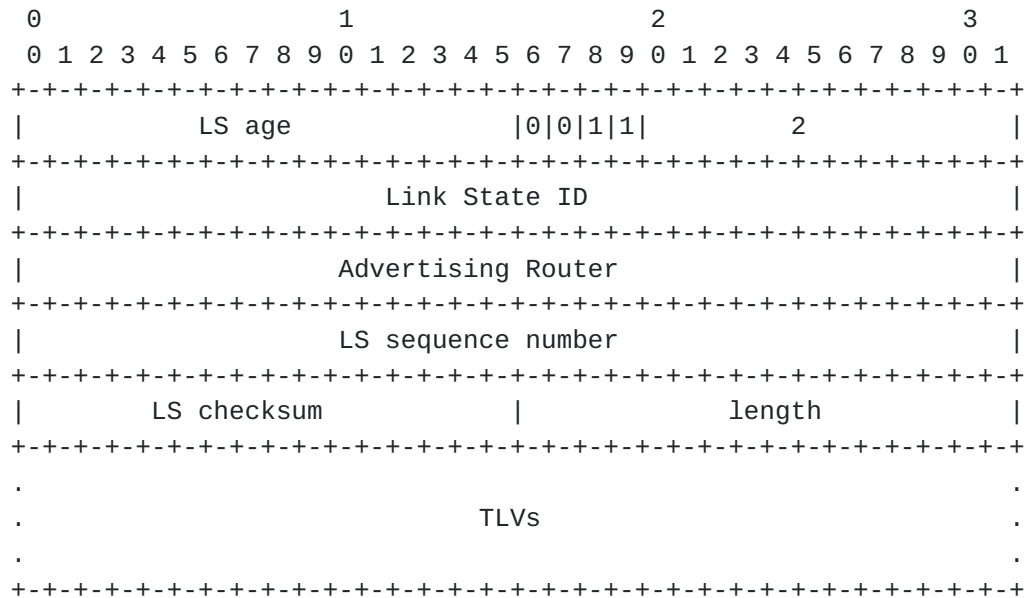 0                   1                   2                   3
 0 1 2 3 4 5 6 7 8 9 0 1 2 3 4 5 6 7 8 9 0 1 2 3 4 5 6 7 8 9 0 1
+-+-+-+-+-+-+-+-+-+-+-+-+-+-+-+-+-+-+-+-+-+-+-+-+-+-+-+-+-+-+-+-+
|           LS age              |0|0|1|1|         2             |
+-+-+-+-+-+-+-+-+-+-+-+-+-+-+-+-+-+-+-+-+-+-+-+-+-+-+-+-+-+-+-+-+
|                       Link State ID                           |
+-+-+-+-+-+-+-+-+-+-+-+-+-+-+-+-+-+-+-+-+-+-+-+-+-+-+-+-+-+-+-+-+
|                    Advertising Router                         |
+-+-+-+-+-+-+-+-+-+-+-+-+-+-+-+-+-+-+-+-+-+-+-+-+-+-+-+-+-+-+-+-+
|                    LS sequence number                         |
+-+-+-+-+-+-+-+-+-+-+-+-+-+-+-+-+-+-+-+-+-+-+-+-+-+-+-+-+-+-+-+-+
|        LS checksum            |             length            |
+-+-+-+-+-+-+-+-+-+-+-+-+-+-+-+-+-+-+-+-+-+-+-+-+-+-+-+-+-+-+-+-+
.                                                               .
.                             TLVs                              .
.                                                               .
+-+-+-+-+-+-+-+-+-+-+-+-+-+-+-+-+-+-+-+-+-+-+-+-+-+-+-+-+-+-+-+-+